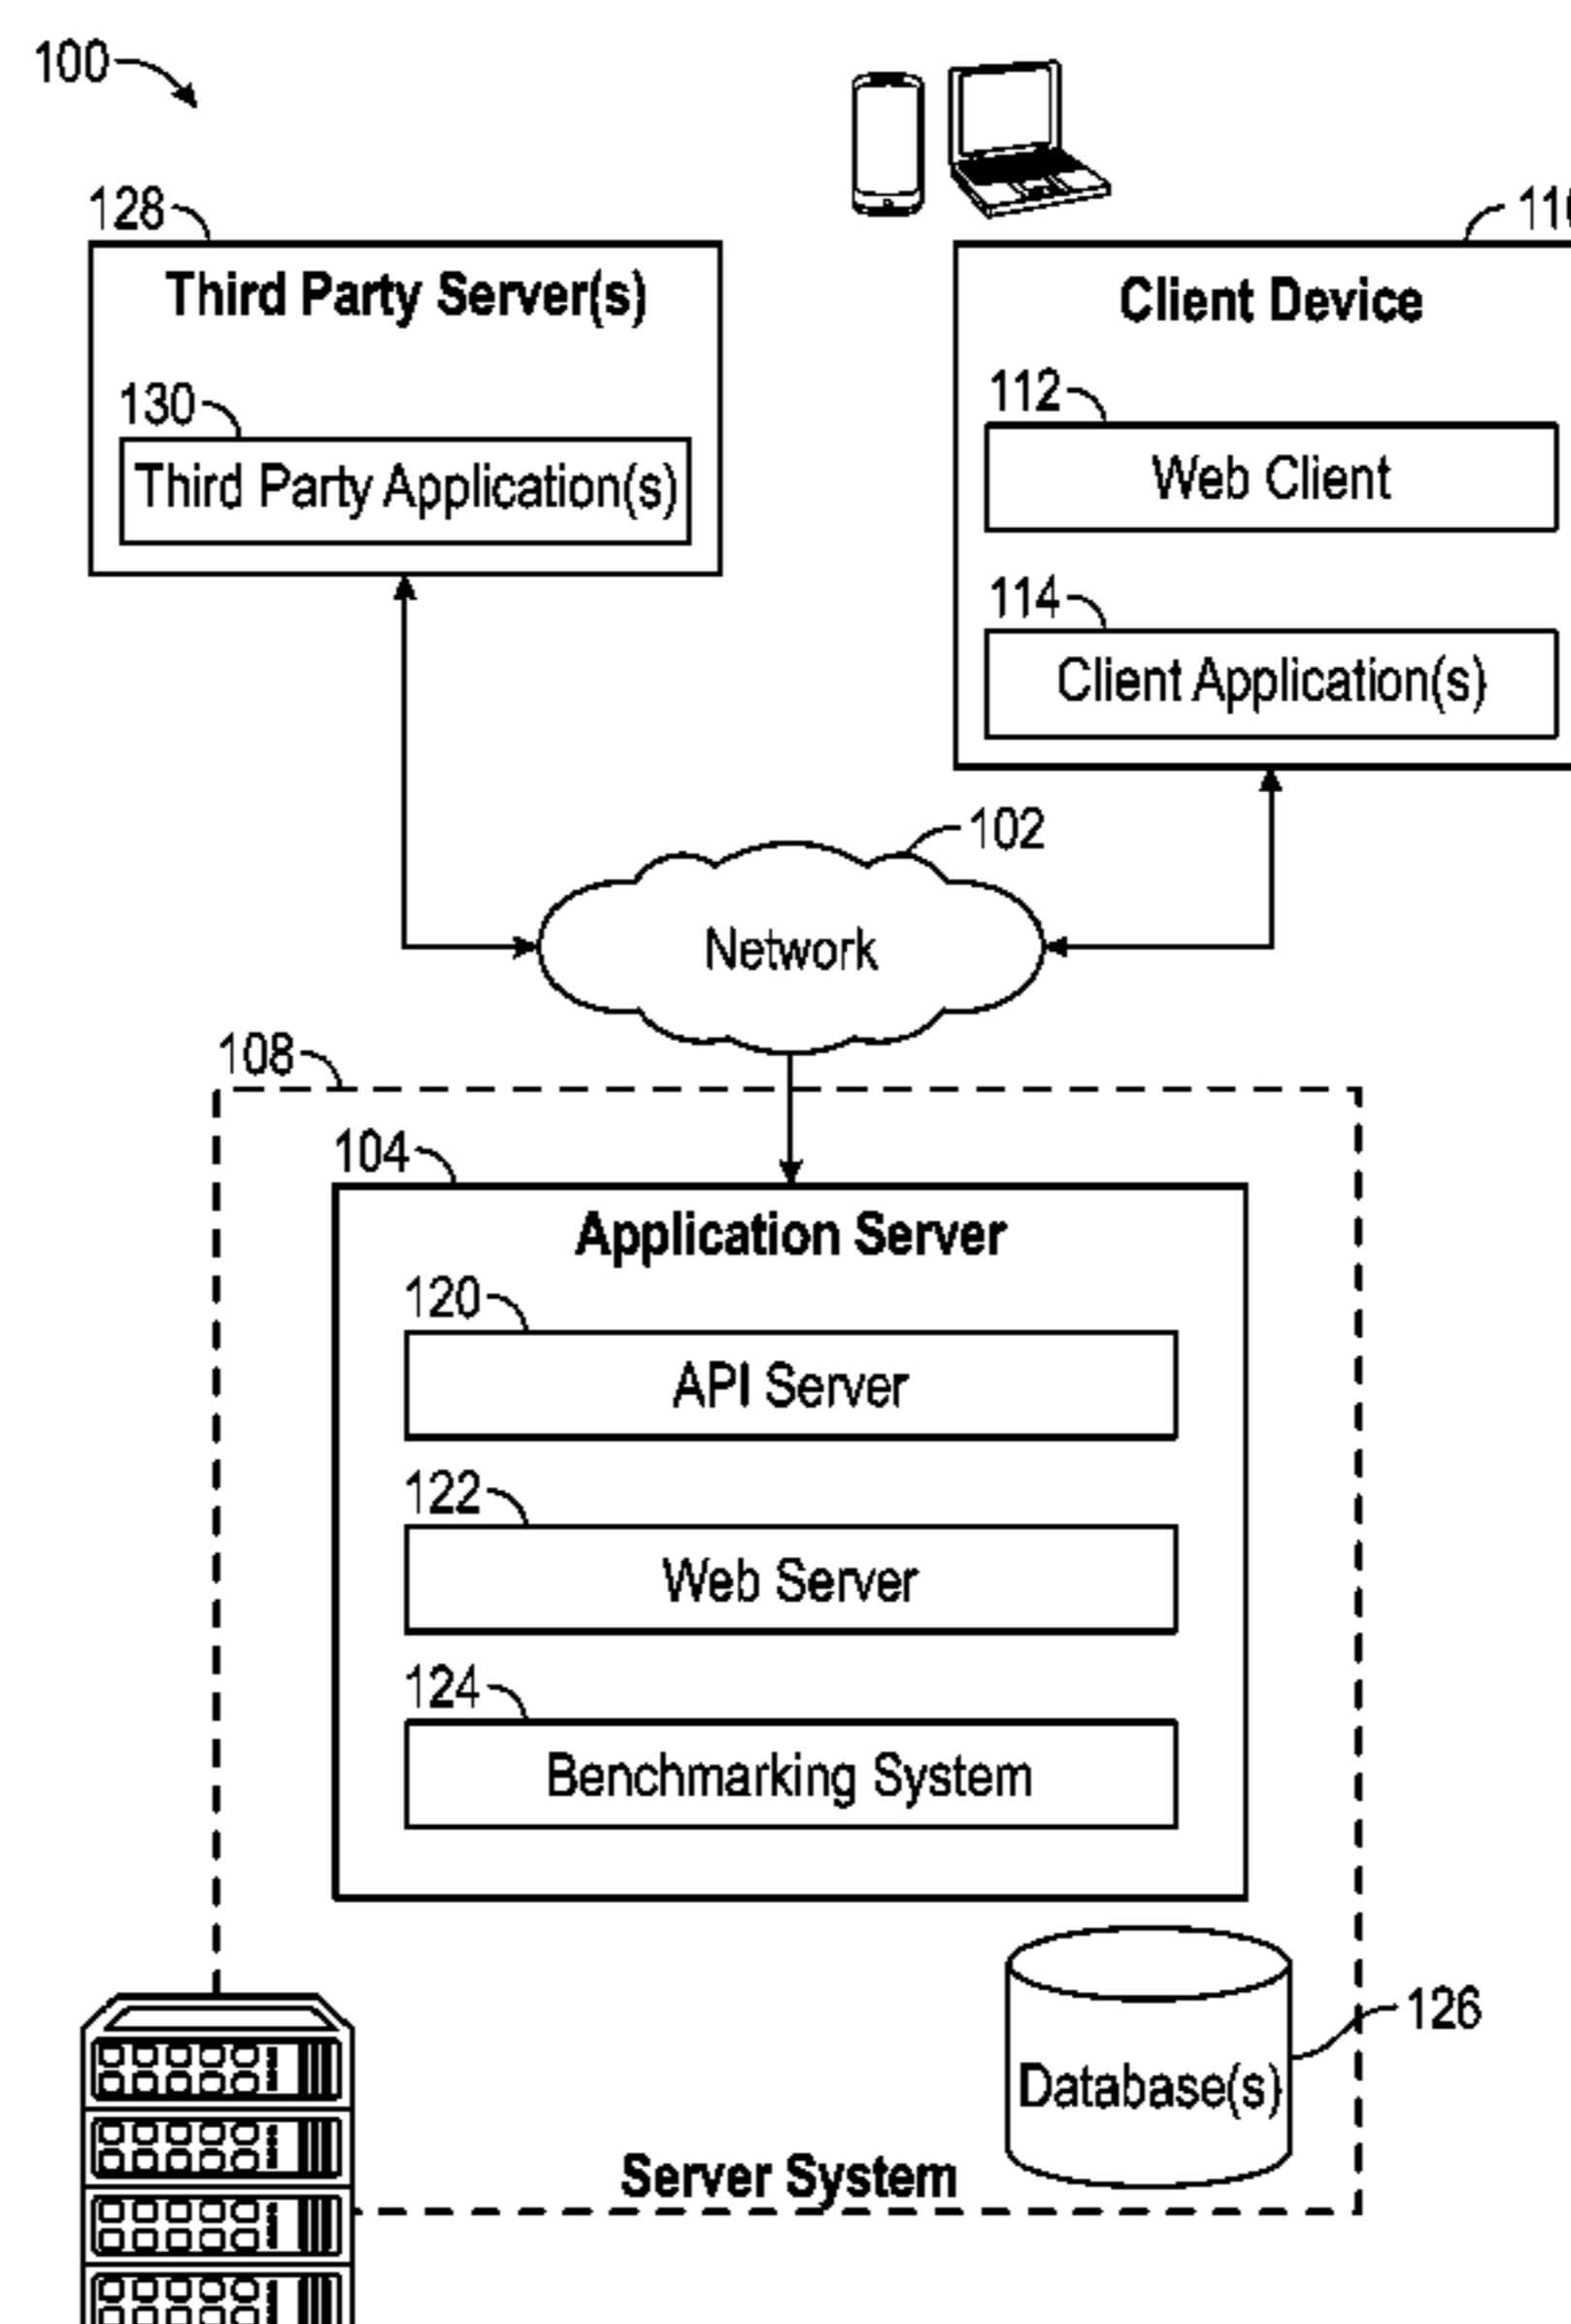 100
128
Third Party Server(s)
130
Third Party Application(s)
Client Device
112
Web Client
114
Client Application(s)
102
Network
108
104
Application Server
120
API Server
122
Web Server
124
Benchmarking System
126
Database(s)
Server System